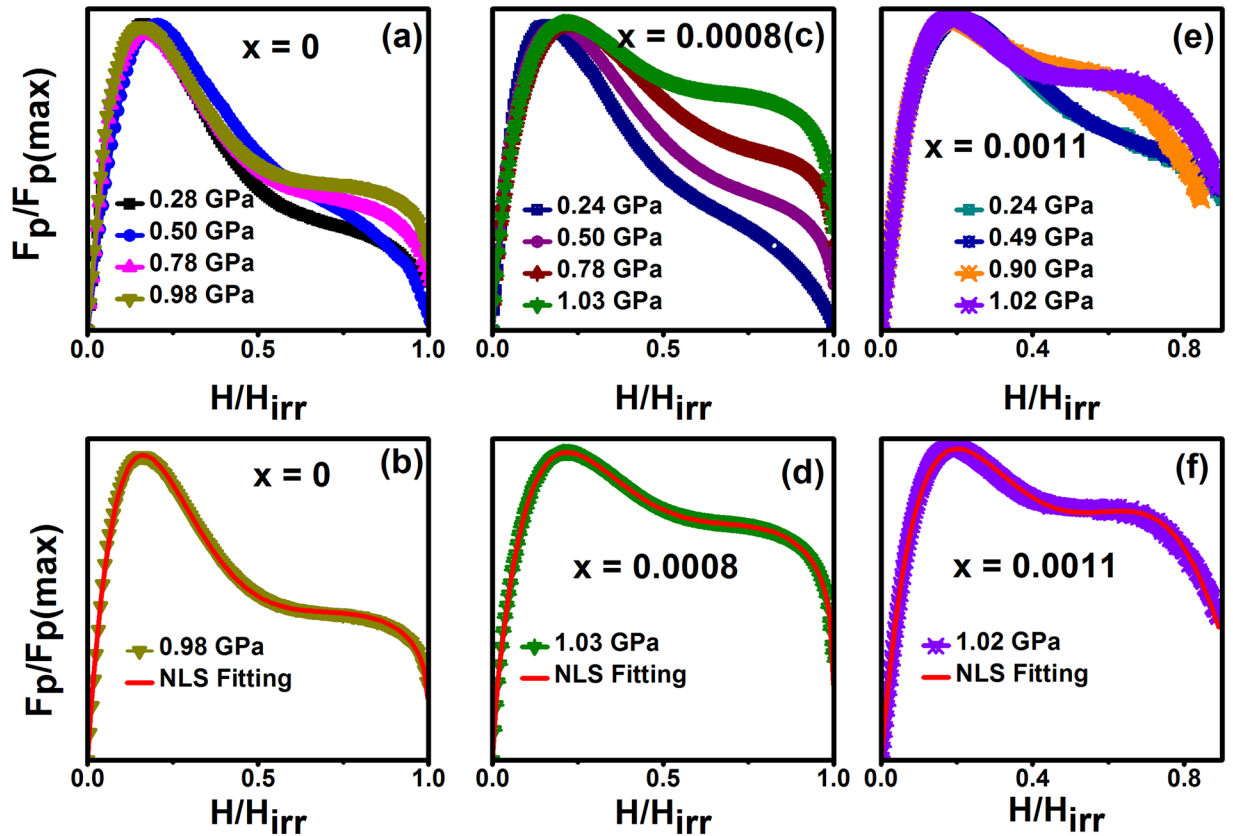 (a)
x = 0
Fp/Fp(max)
0.28 GPa
0.50 GPa
0.78 GPa
0.98 GPa
0.0
0.5
1.0
H/Hirr
(c)
x = 0.0008
0.24 GPa
0.50 GPa
0.78 GPa
1.03 GPa
0.0
0.5
1.0
H/Hirr
(e)
x = 0.0011
0.24 GPa
0.49 GPa
0.90 GPa
1.02 GPa
0.0
0.4
0.8
H/Hirr
(b)
x = 0
Fp/Fp(max)
0.98 GPa
NLS Fitting
0.0
0.5
1.0
H/Hirr
(d)
x = 0.0008
1.03 GPa
NLS Fitting
0.0
0.5
1.0
H/Hirr
(f)
x = 0.0011
1.02 GPa
NLS Fitting
0.0
0.4
0.8
H/Hirr